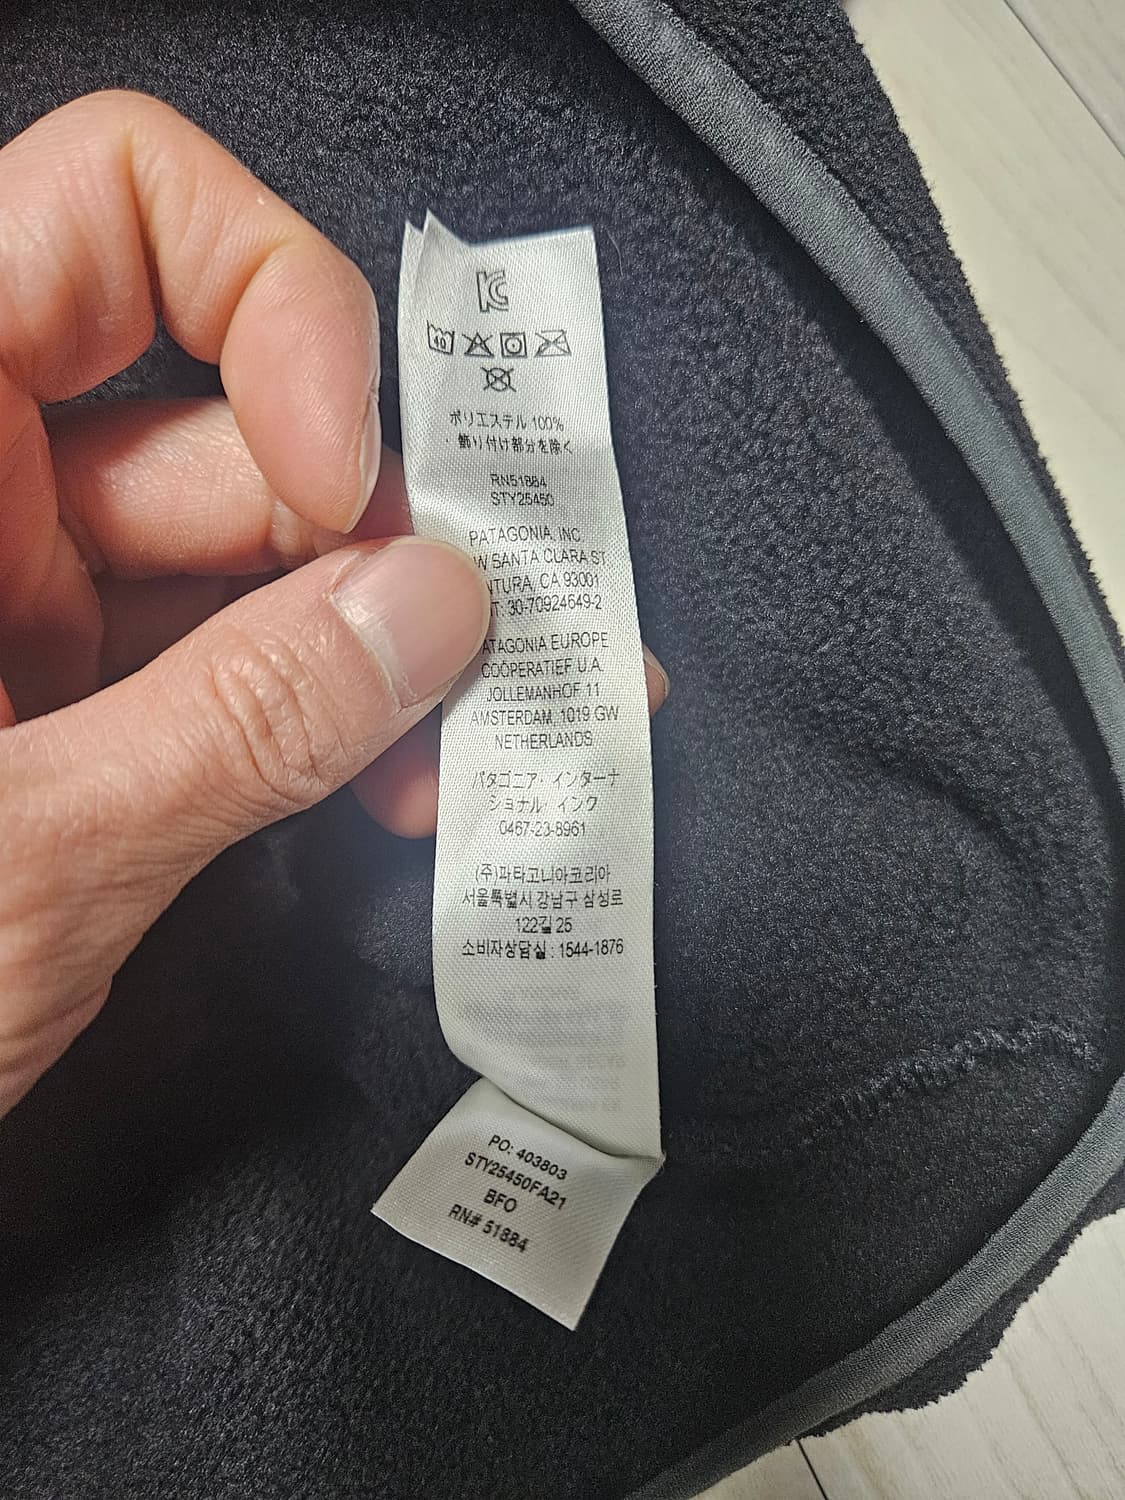 KC
40
ポリエステル 100%
・飾り付け部分を除く
RN51884
STY25450
PATAGONIA, INC
W SANTA CLARA ST
CA 93001
30-70924649-2
PATAGONIA EUROPE
COÖPERATIEF U.A.
JOLLEMANHOF 11
AMSTERDAM, 1019 GW
NETHERLANDS
パタゴニア・インターナ
ショナル・インク
0467-23-8961
(주)파타고니아코리아
서울특별시 강남구 삼성로
122길 25
소비자상담실 : 1544-1876
PO: 403803
STY25450FA21
BFO
RN# 51884